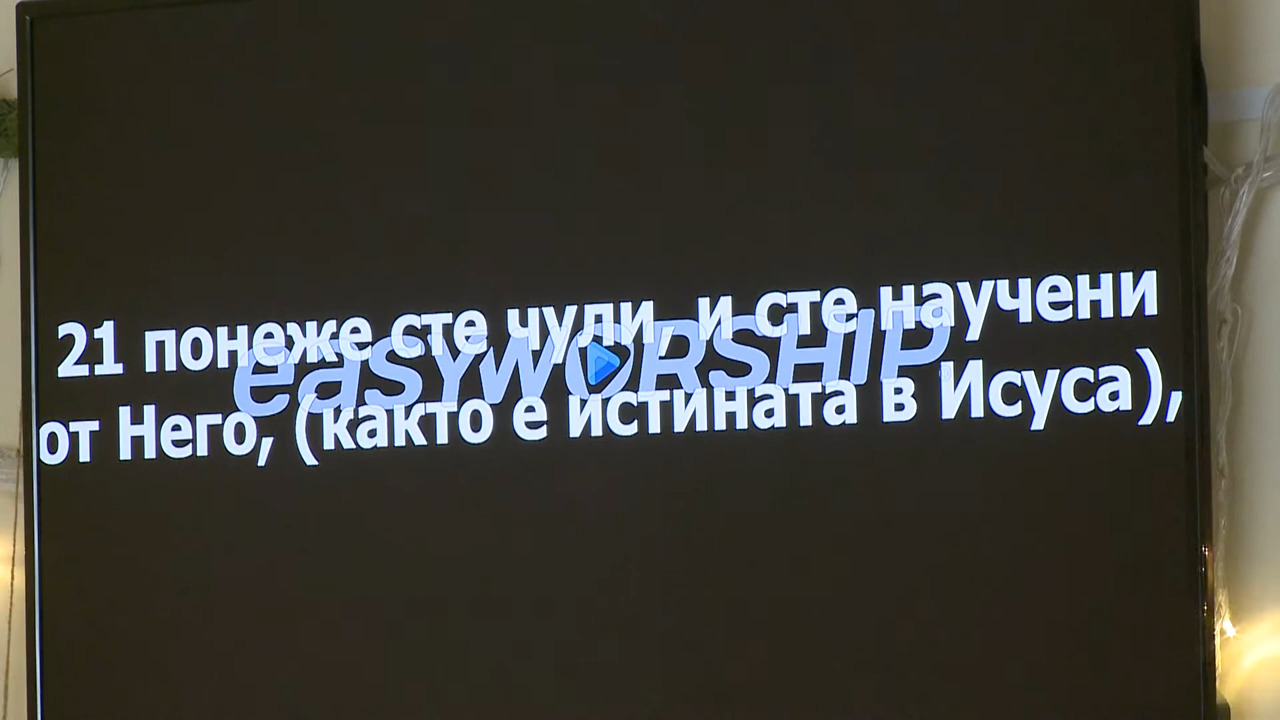 21 понеже сте чули, и сте научени
easyWORSHIP
от Него, (както е истината в Исуса),